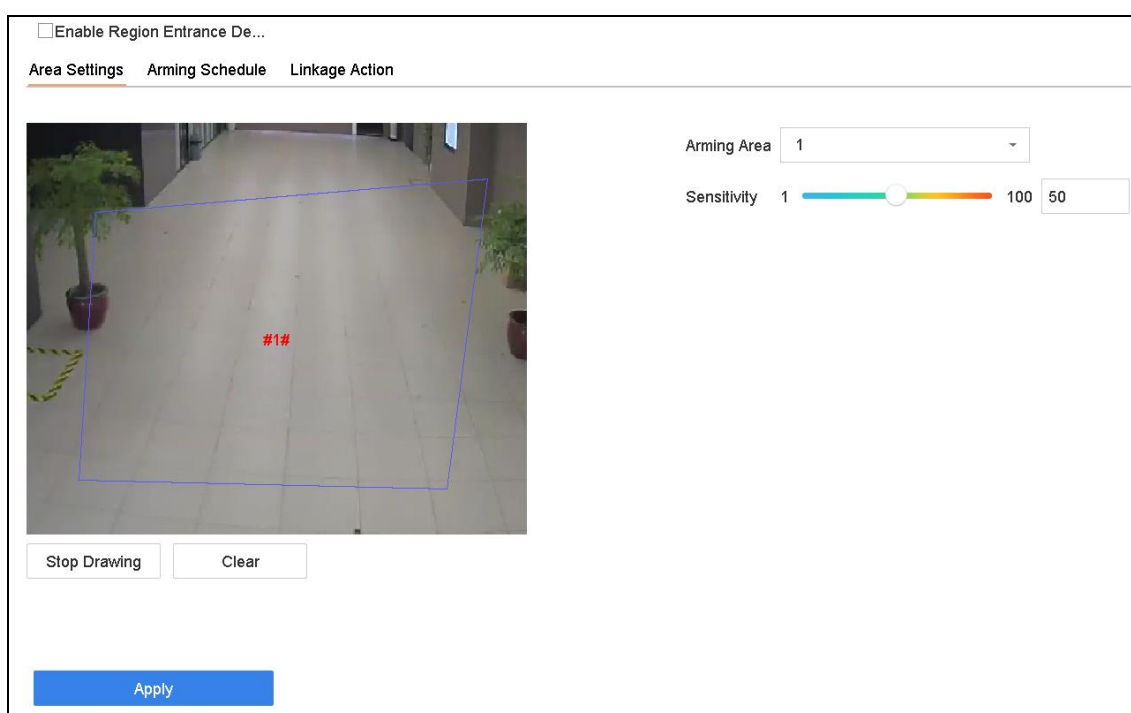 Enable Region Entrance De...
Area Settings Arming Schedule Linkage Action
Arming Area 1
Sensitivity 1 100 50
#1#
Stop Drawing Clear
Apply